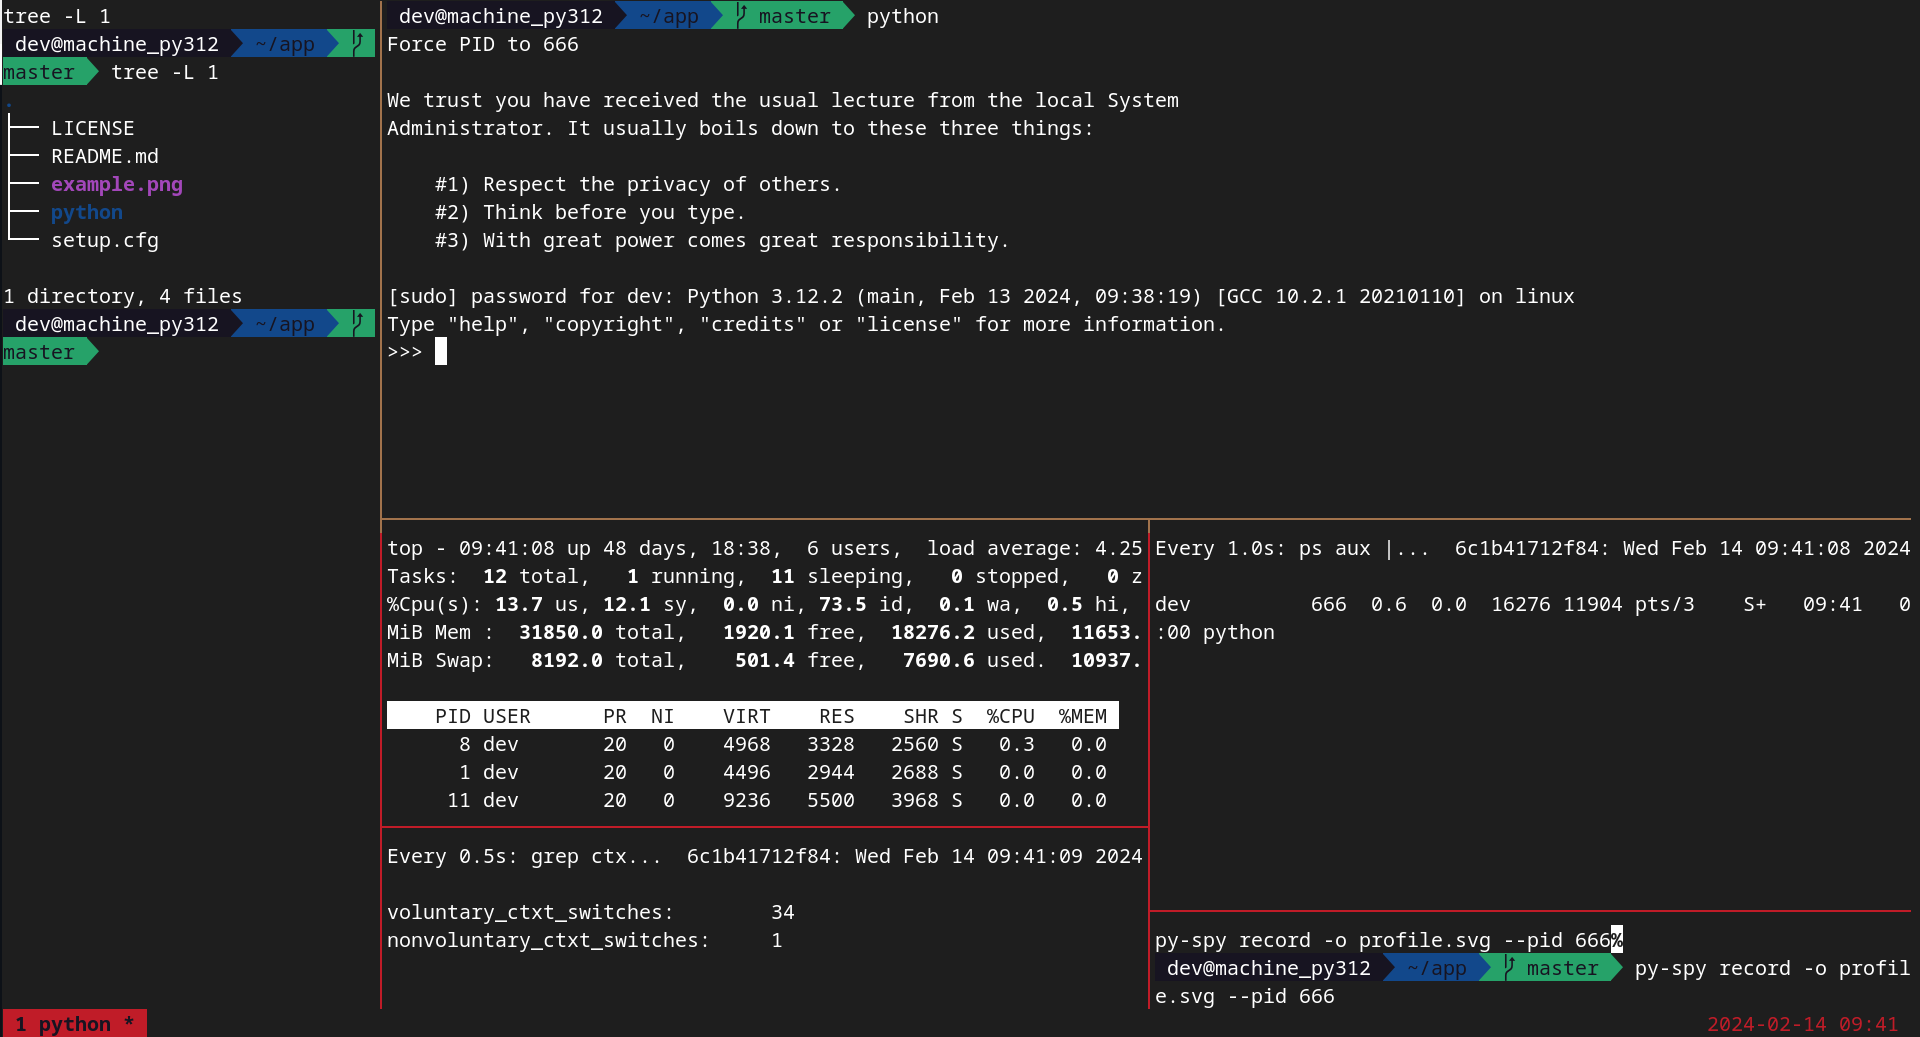 tree -L 1
dev@machine_py312 ~/app
master tree -L 1
.
├── LICENSE
├── README.md
├── example.png
├── python
└── setup.cfg
1 directory, 4 files
dev@machine_py312 ~/app
master
dev@machine_py312 ~/app master python
Force PID to 666
We trust you have received the usual lecture from the local System
Administrator. It usually boils down to these three things:
#1) Respect the privacy of others.
#2) Think before you type.
#3) With great power comes great responsibility.
[sudo] password for dev: Python 3.12.2 (main, Feb 13 2024, 09:38:19) [GCC 10.2.1 20210110] on linux
Type "help", "copyright", "credits" or "license" for more information.
>>>
top - 09:41:08 up 48 days, 18:38,  6 users,  load average: 4.25
Tasks:  12 total,   1 running,  11 sleeping,   0 stopped,   0 z
%Cpu(s): 13.7 us, 12.1 sy,  0.0 ni, 73.5 id,  0.1 wa,  0.5 hi,
MiB Mem :  31850.0 total,   1920.1 free,  18276.2 used,  11653.
MiB Swap:   8192.0 total,    501.4 free,   7690.6 used.  10937.
PID USER      PR  NI    VIRT    RES    SHR S  %CPU  %MEM
8 dev       20   0    4968   3328   2560 S   0.3   0.0
1 dev       20   0    4496   2944   2688 S   0.0   0.0
11 dev       20   0    9236   5500   3968 S   0.0   0.0
Every 0.5s: grep ctx...  6c1b41712f84: Wed Feb 14 09:41:09 2024
voluntary_ctxt_switches:        34
nonvoluntary_ctxt_switches:     1
Every 1.0s: ps aux |...  6c1b41712f84: Wed Feb 14 09:41:08 2024
dev          666  0.6  0.0  16276 11904 pts/3    S+   09:41   0
:00 python
py-spy record -o profile.svg --pid 666%
dev@machine_py312 ~/app master py-spy record -o profil
e.svg --pid 666
1 python *
2024-02-14 09:41